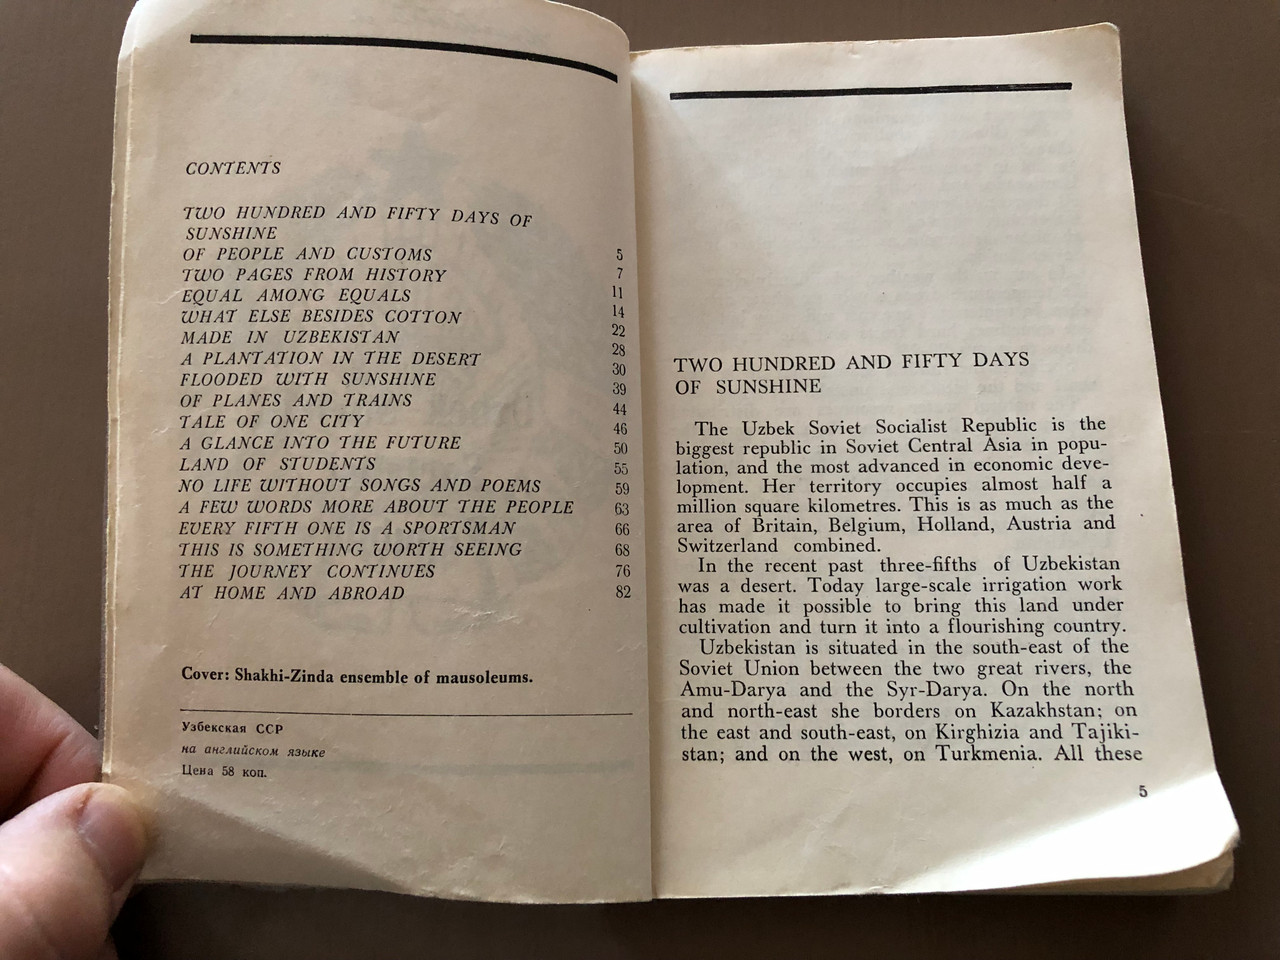 CONTENTS
TWO HUNDRED AND FIFTY DAYS OF
SUNSHINE 5
OF PEOPLE AND CUSTOMS 7
TWO PAGES FROM HISTORY 11
EQUAL AMONG EQUALS 14
WHAT ELSE BESIDES COTTON 22
MADE IN UZBEKISTAN 28
A PLANTATION IN THE DESERT 30
FLOODED WITH SUNSHINE 39
OF PLANES AND TRAINS 44
TALE OF ONE CITY 46
A GLANCE INTO THE FUTURE 50
LAND OF STUDENTS 55
NO LIFE WITHOUT SONGS AND POEMS 59
A FEW WORDS MORE ABOUT THE PEOPLE 63
EVERY FIFTH ONE IS A SPORTSMAN 66
THIS IS SOMETHING WORTH SEEING 68
THE JOURNEY CONTINUES 76
AT HOME AND ABROAD 82
Cover: Shakhi-Zinda ensemble of mausoleums.
Узбекская ССР
на английском языке
Цена 58 коп.
TWO HUNDRED AND FIFTY DAYS
OF SUNSHINE
The Uzbek Soviet Socialist Republic is the
biggest republic in Soviet Central Asia in popu-
lation, and the most advanced in economic deve-
lopment. Her territory occupies almost half a
million square kilometres. This is as much as the
area of Britain, Belgium, Holland, Austria and
Switzerland combined.
In the recent past three-fifths of Uzbekistan
was a desert. Today large-scale irrigation work
has made it possible to bring this land under
cultivation and turn it into a flourishing country.
Uzbekistan is situated in the south-east of the
Soviet Union between the two great rivers, the
Amu-Darya and the Syr-Darya. On the north
and north-east she borders on Kazakhstan; on
the east and south-east, on Kirghizia and Tajiki-
stan; and on the west, on Turkmenia. All these
5